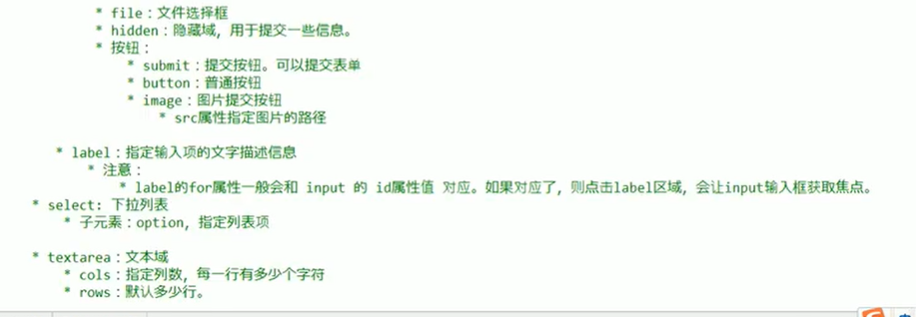 * file：文件选择框
* hidden：隐藏域，用于提交一些信息。
* 按钮：
* submit：提交按钮。可以提交表单
* button：普通按钮
* image：图片提交按钮
* src属性指定图片的路径
* label：指定输入项的文字描述信息
* 注意：
* label的for属性一般会和 input 的 id属性值 对应。如果对应了，则点击label区域，会让input输入框获取焦点。
* select: 下拉列表
* 子元素：option，指定列表项
* textarea：文本域
* cols：指定列数，每一行有多少个字符
* rows：默认多少行。